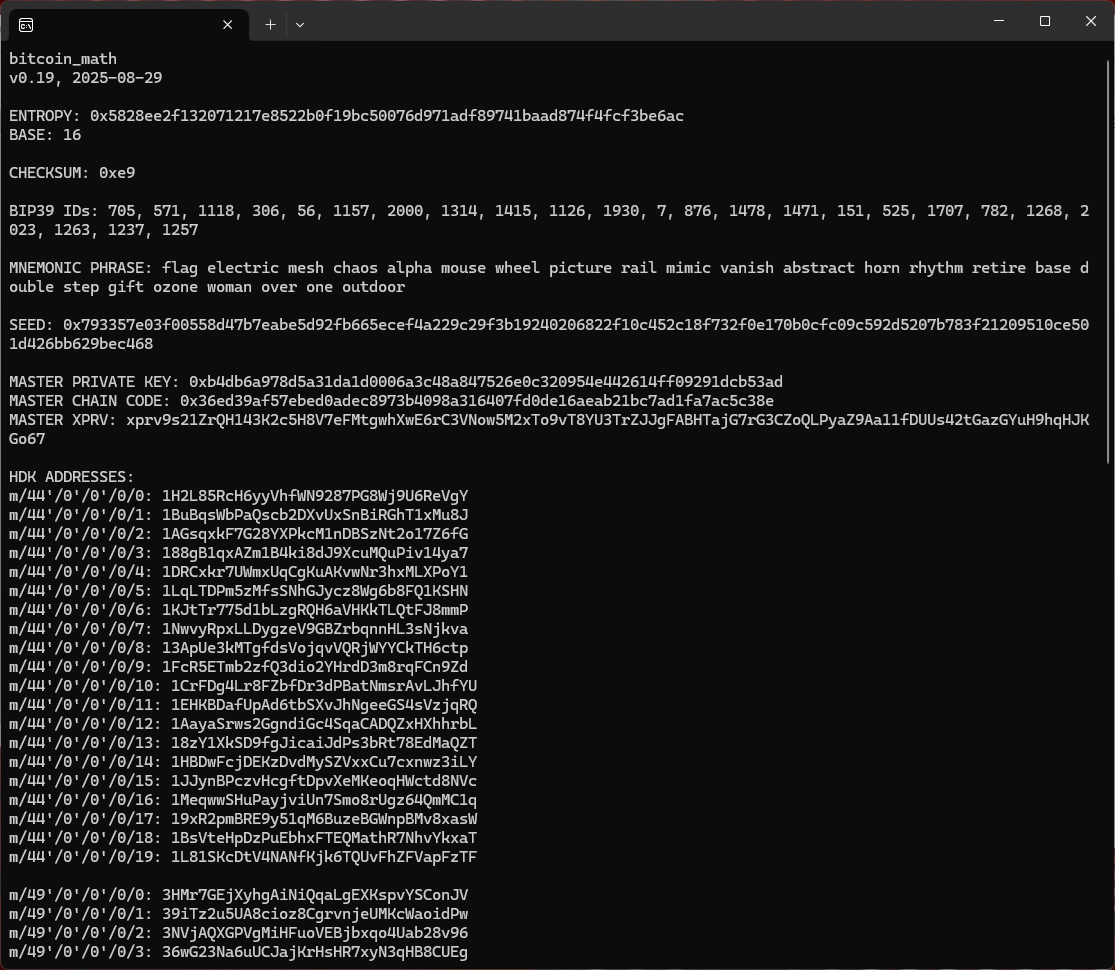 bitcoin_math
v0.19, 2025-08-29
ENTROPY: 0x5828ee2f132071217e8522b0f19bc50076d971adf89741baad874f4fcf3be6ac
BASE: 16
CHECKSUM: 0xe9
BIP39 IDs: 705, 571, 1118, 306, 56, 1157, 2000, 1314, 1415, 1126, 1930, 7, 876, 1478, 1471, 151, 525, 1707, 782, 1268, 2
023, 1263, 1237, 1257
MNEMONIC PHRASE: flag electric mesh chaos alpha mouse wheel picture rail mimic vanish abstract horn rhythm retire base d
ouble step gift ozone woman over one outdoor
SEED: 0x793357e03f00558d47b7eabe5d92fb665ecef4a229c29f3b19240206822f10c452c18f732f0e170b0cfc09c592d5207b783f21209510ce50
1d426bb629bec468
MASTER PRIVATE KEY: 0xb4db6a978d5a31da1d0006a3c48a847526e0c320954e442614ff09291dcb53ad
MASTER CHAIN CODE: 0x36ed39af57ebed0adec8973b4098a316407fd0de16aeab21bc7ad1fa7ac5c38e
MASTER XPRV: xprv9s21ZrQH143K2c5H8V7eFMtgwhXwE6rC3VNow5M2xTo9vT8YU3TrZJJgFABHTajG7rG3CZoQLPyaZ9Aa11fDUUs42tGazGYuH9hqHJK
Go67
HDK ADDRESSES:
m/44'/0'/0'/0/0: 1H2L85RcH6yyVhfWN9287PG8Wj9U6ReVgY
m/44'/0'/0'/0/1: 1BuBqsWbPaQscb2DXvUxSnBiRGhT1xMu8J
m/44'/0'/0'/0/2: 1AGsqxkF7G28YXPkcM1nDBSzNt2o17Z6fG
m/44'/0'/0'/0/3: 188gB1qxAZm1B4ki8dJ9XcuMQuPiv14ya7
m/44'/0'/0'/0/4: 1DRCxkr7UWmxUqCgKuAKvwNr3hxMLXPoY1
m/44'/0'/0'/0/5: 1LqLTDPm5zMfsSNhGJycz8Wg6b8FQ1KSHN
m/44'/0'/0'/0/6: 1KJtTr775d1bLzgRQH6aVHKkTLQtFJ8mmP
m/44'/0'/0'/0/7: 1NwvyRpxLLDygzeV9GBZrbqnnHL3sNjkva
m/44'/0'/0'/0/8: 13ApUe3kMTgfdsVojqvVQRjWYYCkTH6ctp
m/44'/0'/0'/0/9: 1FcR5ETmb2zfQ3dio2YHrdD3m8rqFCn9Zd
m/44'/0'/0'/0/10: 1CrFDg4Lr8FZbfDr3dPBatNmsrAvLJhfYU
m/44'/0'/0'/0/11: 1EHKBDafUpAd6tbSXvJhNgeeGS4sVzjqRQ
m/44'/0'/0'/0/12: 1AayaSrws2GgndiGc4SqaCADQZxHXhhrbL
m/44'/0'/0'/0/13: 18zY1XkSD9fgJicaiJdPs3bRt78EdMaQZT
m/44'/0'/0'/0/14: 1HBDwFcjDEKzDvdMySZVxxCu7cxnwz3iLY
m/44'/0'/0'/0/15: 1JJynBPczvHcgftDpvXeMKeoqHWctd8NVc
m/44'/0'/0'/0/16: 1MeqwwSHuPayjviUn7Smo8rUgz64QmMC1q
m/44'/0'/0'/0/17: 19xR2pmBRE9y51qM6BuzeBGWnpBMv8xasW
m/44'/0'/0'/0/18: 1BsVteHpDzPuEbhxFTEQMathR7NhvYkxaT
m/44'/0'/0'/0/19: 1L81SKcDtV4NANfKjk6TQUvFhZFVapFzTF
m/49'/0'/0'/0/0: 3HMr7GEjXyhgAiNiQqaLgEXKspvYSConJV
m/49'/0'/0'/0/1: 39iTz2u5UA8cioz8CgrvnjeUMKcWaoidPw
m/49'/0'/0'/0/2: 3NVjAQXGPVgMiHFuoVEBjbxqo4Uab28v96
m/49'/0'/0'/0/3: 36wG23Na6uUCJajKrHsHR7xyN3qHB8CUEg